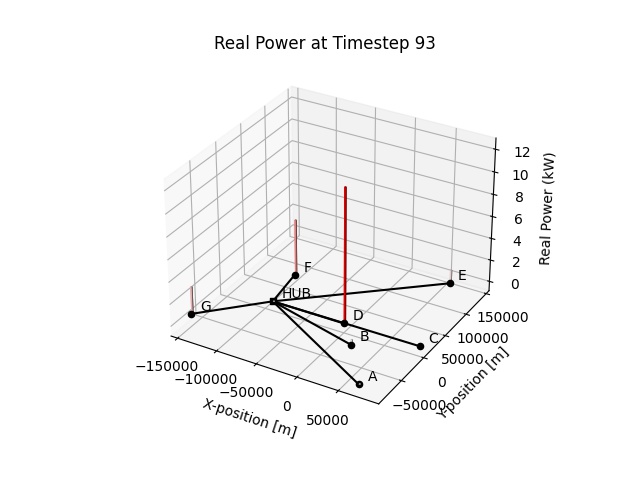 Real Power at Timestep 93
12
10
8
6
4
2
0
Real Power (kW)
F
E
HUB
G
D
C
B
A
150000
100000
50000
0
−50000
Y-position [m]
−150000
−100000
−50000
0
50000
X-position [m]